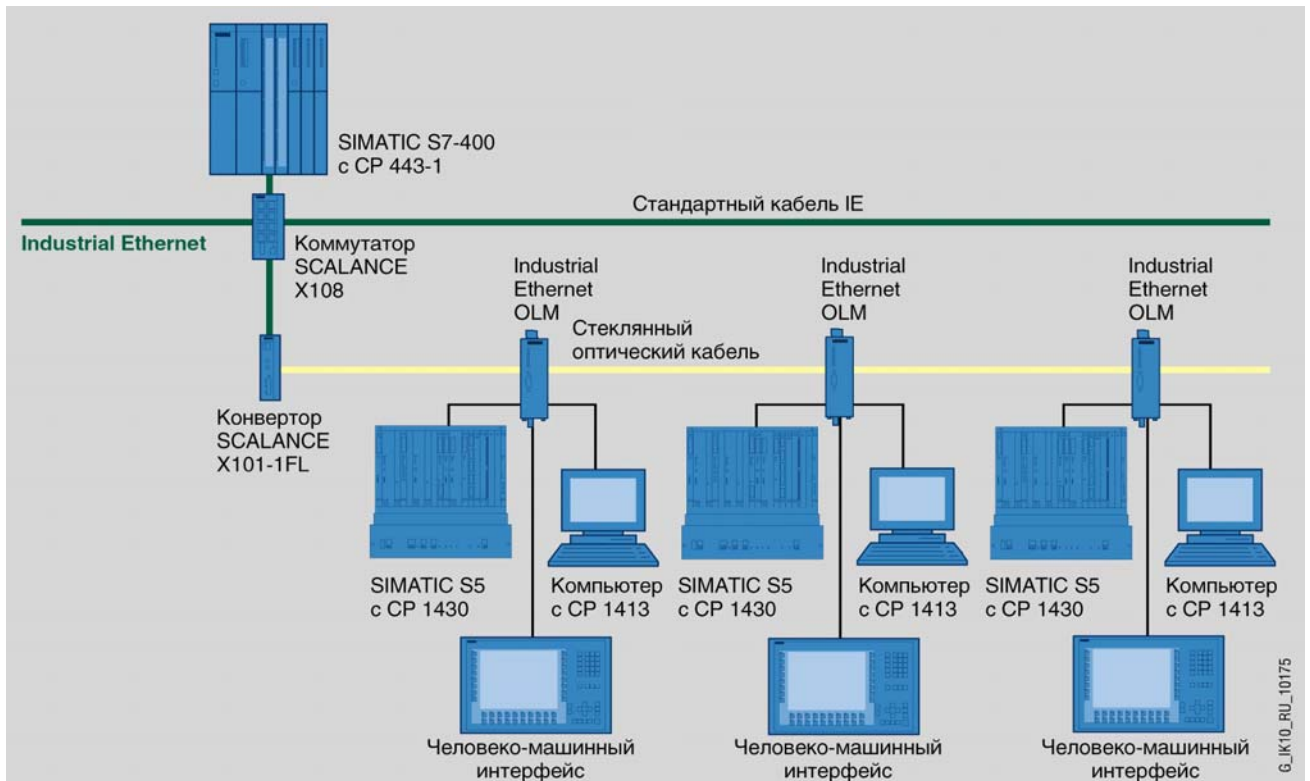 SIMATIC S7-400
с CP 443-1
Стандартный кабель IE
Industrial Ethernet
Коммутатор
SCALANCE
X108
Industrial
Ethernet
OLM
Industrial
Ethernet
OLM
Industrial
Ethernet
OLM
Стеклянный
оптический кабель
Конвертор
SCALANCE
X101-1FL
SIMATIC S5
с CP 1430
Компьютер
с CP 1413
SIMATIC S5
с CP 1430
Компьютер
с CP 1413
SIMATIC S5
с CP 1430
Компьютер
с CP 1413
Человеко-машинный
интерфейс
Человеко-машинный
интерфейс
Человеко-машинный
интерфейс
G_IK10_RU_10175